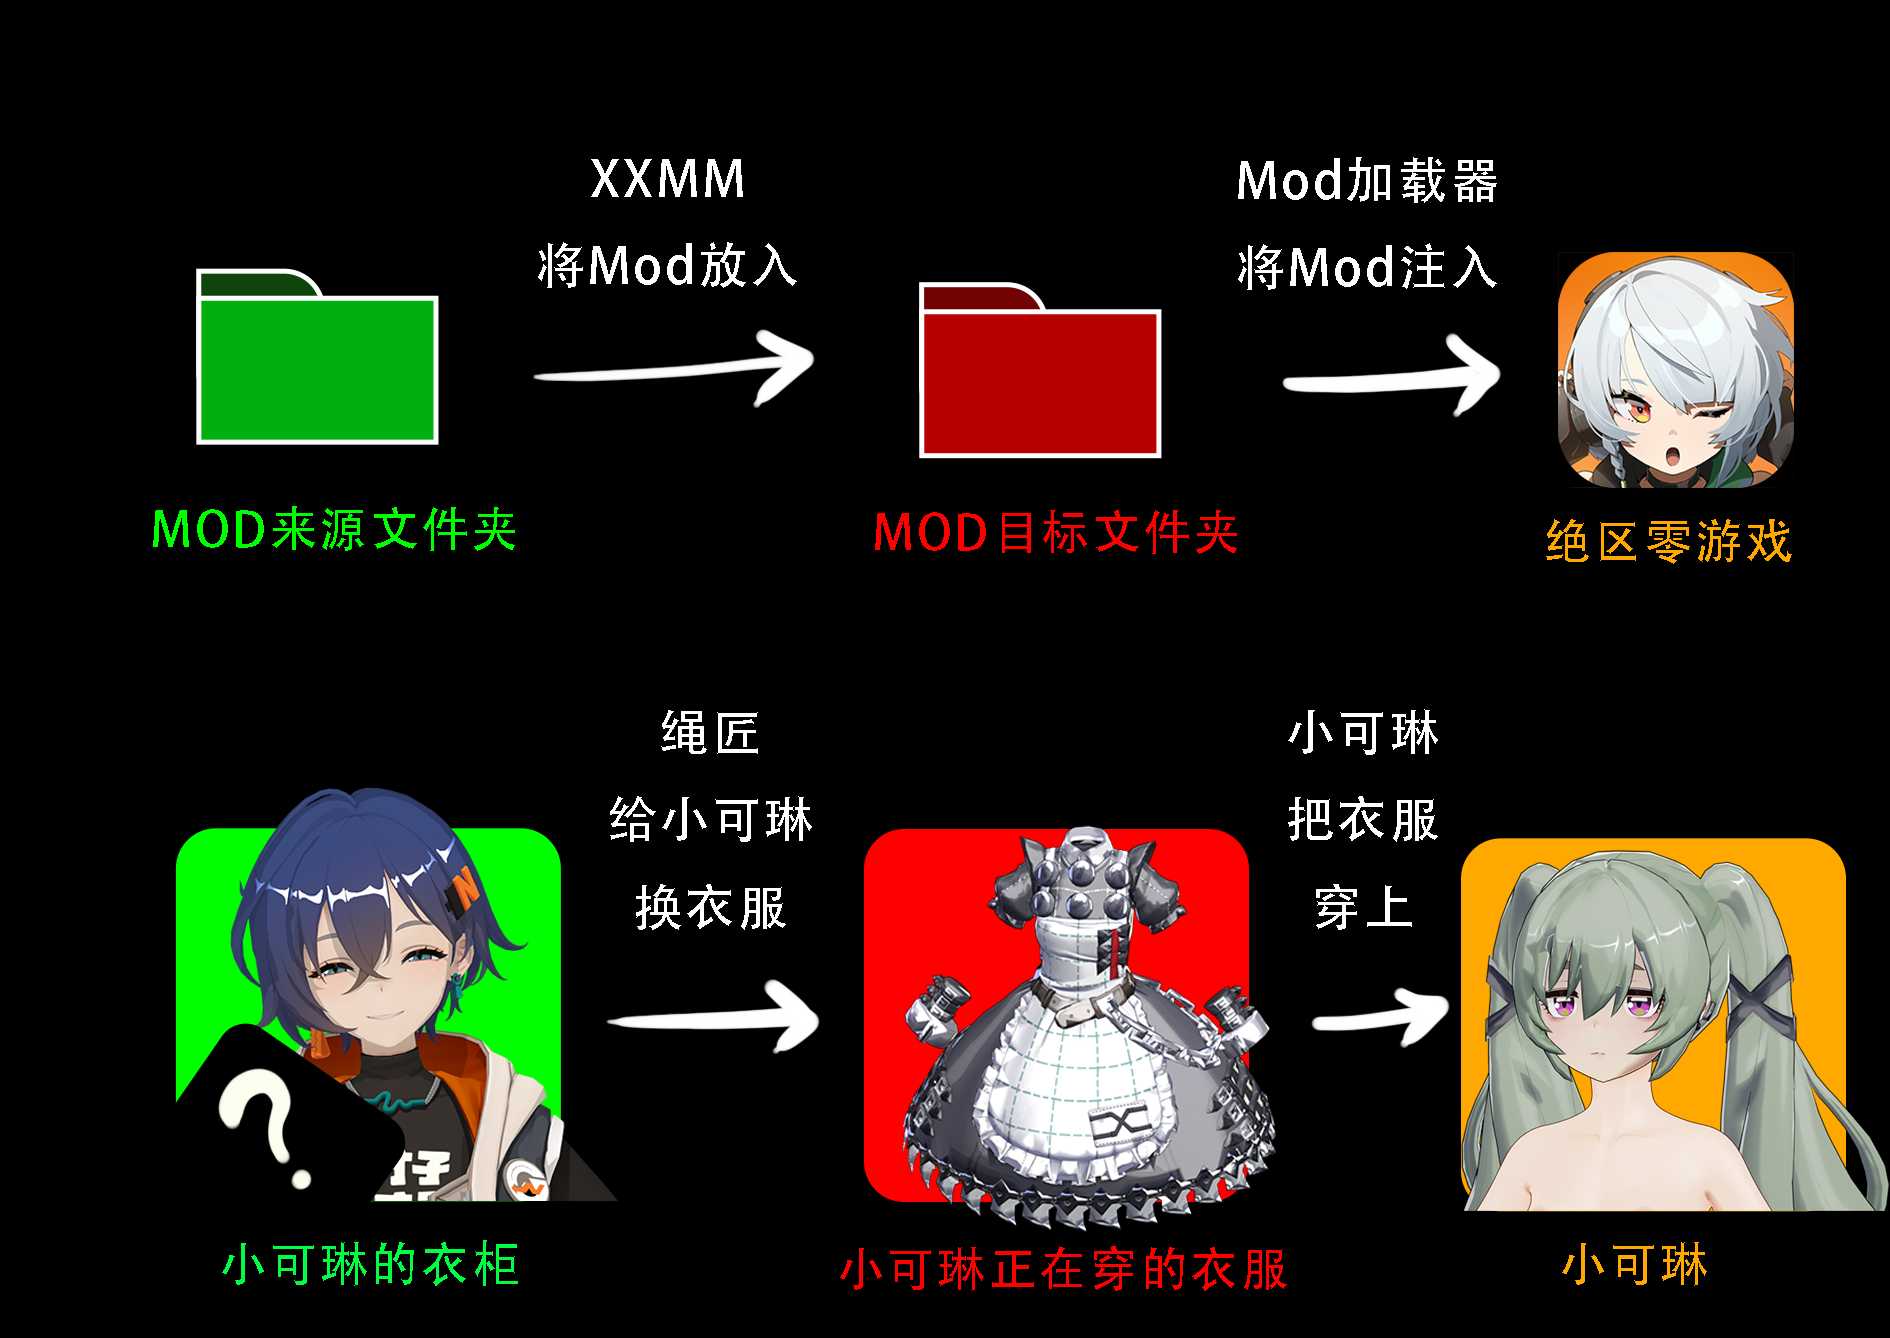 XXMM
将Mod放入
Mod加载器
将Mod注入
MOD来源文件夹
MOD目标文件夹
绝区零游戏
绳匠
给小可琳
换衣服
小可琳
把衣服
穿上
?
小可琳的衣柜
小可琳正在穿的衣服
小可琳